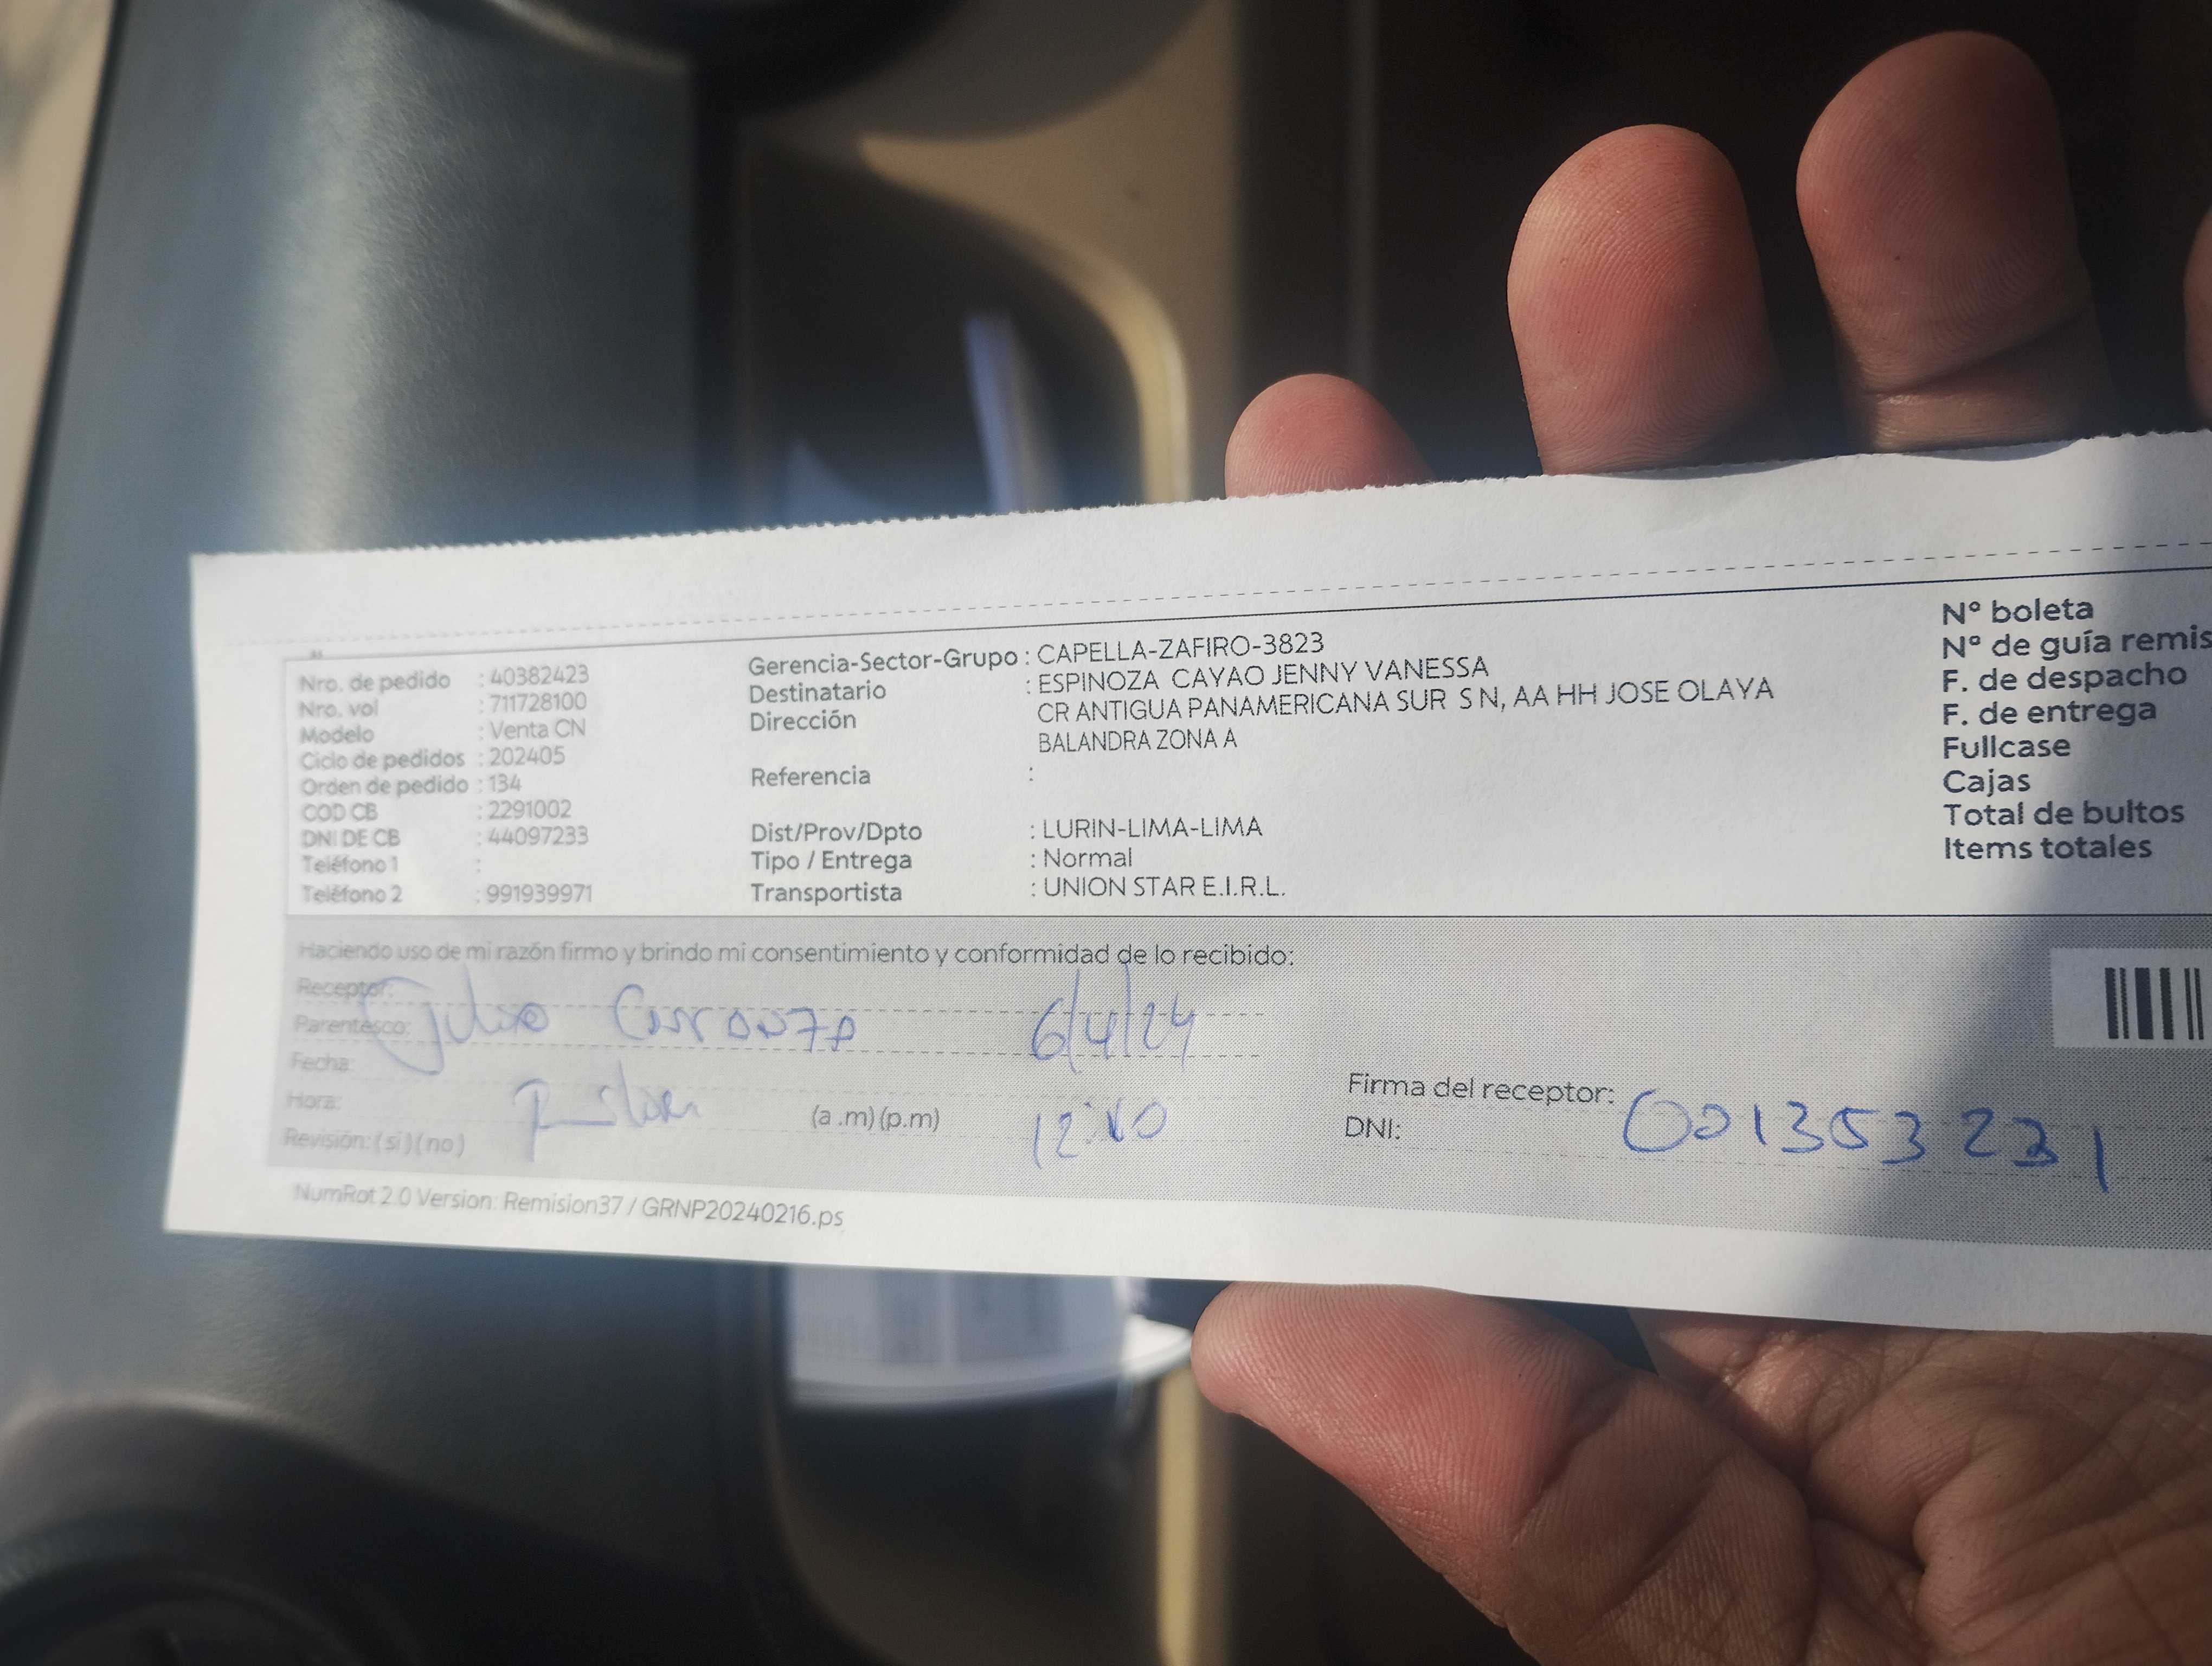 Nro. de pedido : 40382423
Nro. vol : 711728100
Modelo : Venta CN
Ciclo de pedidos : 202405
Orden de pedido : 134
COD CB : 2291002
DNI DE CB : 44097233
Teléfono 1 :
Teléfono 2 : 991939971
Gerencia-Sector-Grupo : CAPELLA-ZAFIRO-3823
Destinatario : ESPINOZA CAYAO JENNY VANESSA
Dirección CR ANTIGUA PANAMERICANA SUR S N, AA HH JOSE OLAYA
BALANDRA ZONA A
Referencia :
Dist/Prov/Dpto : LURIN-LIMA-LIMA
Tipo / Entrega : Normal
Transportista : UNION STAR E.I.R.L.
Nº boleta
Nº de guía remis
F. de despacho
F. de entrega
Fullcase
Cajas
Total de bultos
Items totales
Haciendo uso de mi razón firmo y brindo mi consentimiento y conformidad de lo recibido:
Receptor:
Parentesco: 6/4/24
Fecha:
Hora: (a .m) (p.m)
Revisión: ( si ) ( no )
Firma del receptor:
DNI: 001353231
NumRot 2.0 Version: Remision37 / GRNP20240216.ps